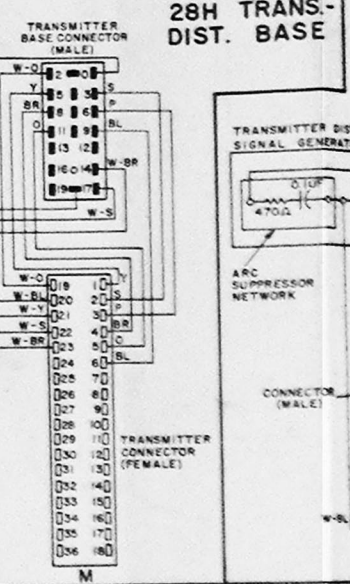 28H TRANS.-
DIST. BASE
TRANSMITTER
BASE CONNECTOR
(MALE)
W-O
2 0
Y 5 3 S
BR 8 6 P
O 11 9 BL
13 12
16 14 W-BR
19 17
W-S
TRANSMITTER DIS
SIGNAL GENERAT
0.1UF
470Ω
ARC
SUPPRESSOR
NETWORK
CONNECTOR
(MALE)
W-BL
W-O 19 1 Y
W-BL 20 2 S
W-Y 21 3 P
W-S 22 4 BR
W-BR 23 5 O
24 6 BL
25 7
26 8
27 9
28 10
29 11
30 12
31 13
32 14
33 15
34 16
35 17
36 18
TRANSMITTER
CONNECTOR
(FEMALE)
M